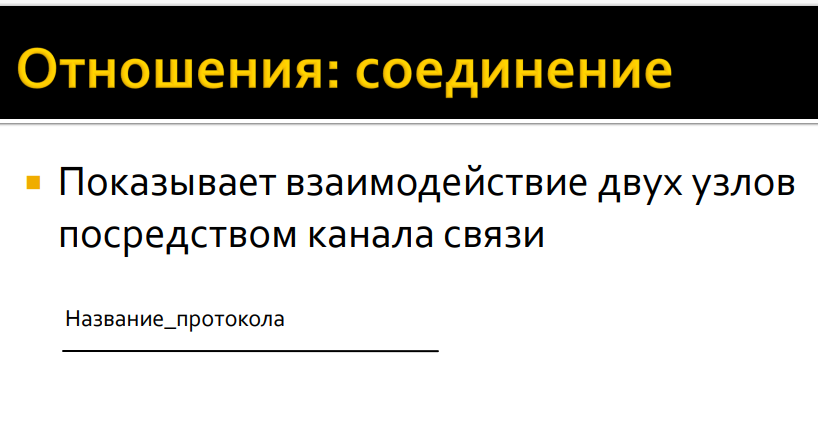 Отношения: соединение
Показывает взаимодействие двух узлов
посредством канала связи
Название_протокола